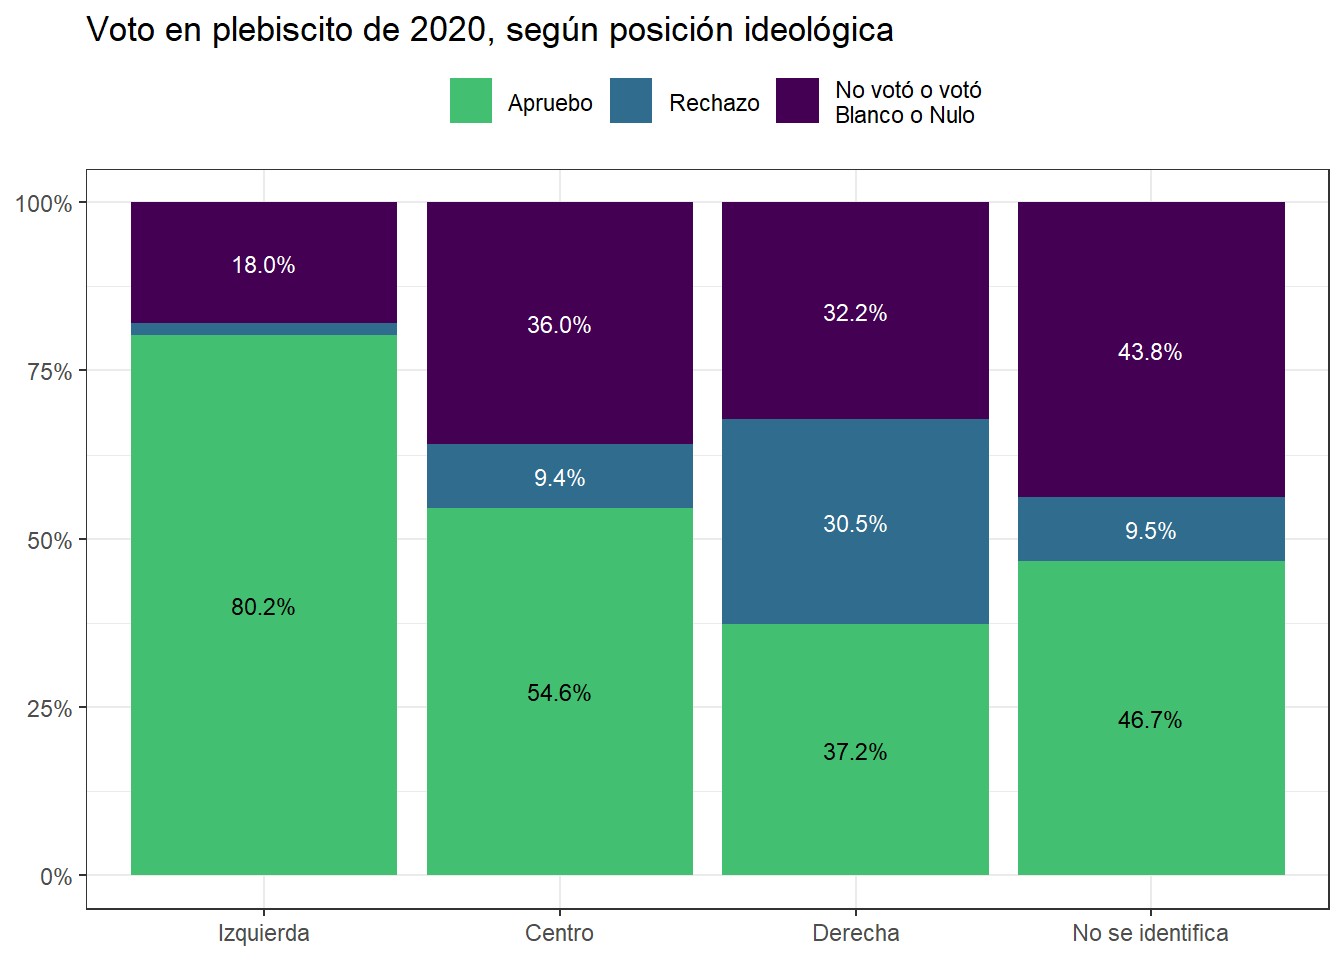 Voto en plebiscito de 2020, según posición ideológica
Apruebo
Rechazo
No votó o votó
Blanco o Nulo
100%
75%
50%
25%
0%
18.0%
80.2%
36.0%
9.4%
54.6%
32.2%
30.5%
37.2%
43.8%
9.5%
46.7%
Izquierda
Centro
Derecha
No se identifica